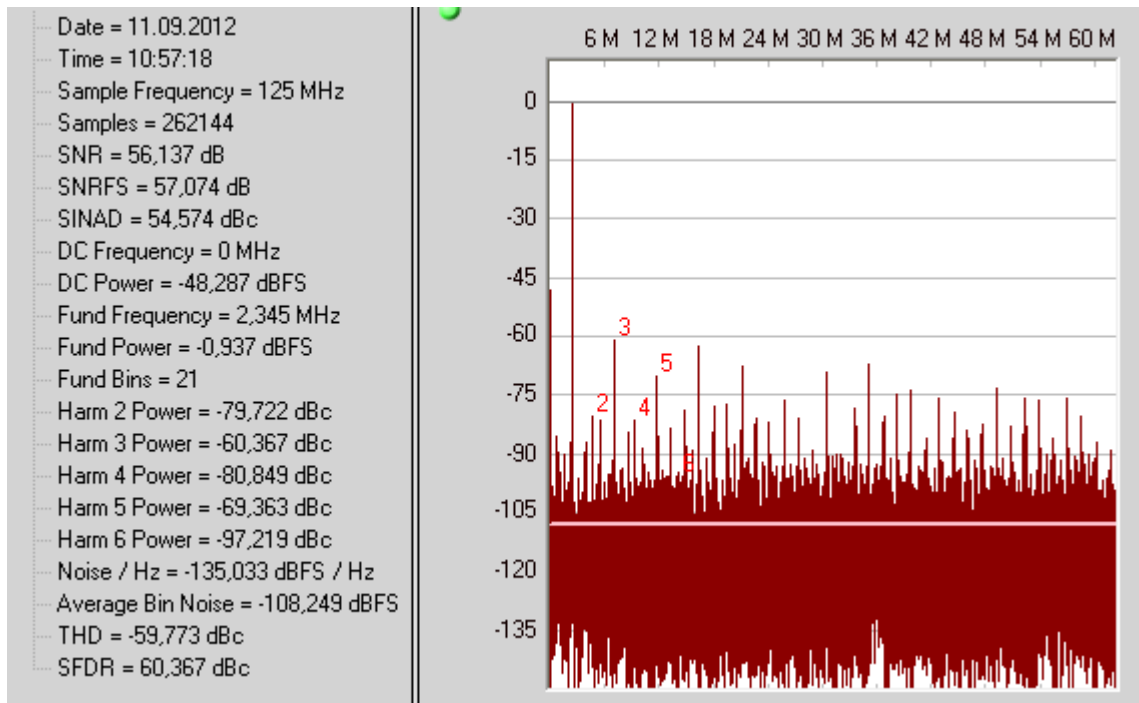 Date = 11.09.2012
Time = 10:57:18
Sample Frequency = 125 MHz
Samples = 262144
SNR = 56,137 dB
SNRFS = 57,074 dB
SINAD = 54,574 dBc
DC Frequency = 0 MHz
DC Power = -48,287 dBFS
Fund Frequency = 2,345 MHz
Fund Power = -0,937 dBFS
Fund Bins = 21
Harm 2 Power = -79,722 dBc
Harm 3 Power = -60,367 dBc
Harm 4 Power = -80,849 dBc
Harm 5 Power = -69,363 dBc
Harm 6 Power = -97,219 dBc
Noise / Hz = -135,033 dBFS / Hz
Average Bin Noise = -108,249 dBFS
THD = -59,773 dBc
SFDR = 60,367 dBc
6 M 12 M 18 M 24 M 30 M 36 M 42 M 48 M 54 M 60 M
0
-15
-30
-45
-60
-75
-90
-105
-120
-135
3
5
2
4